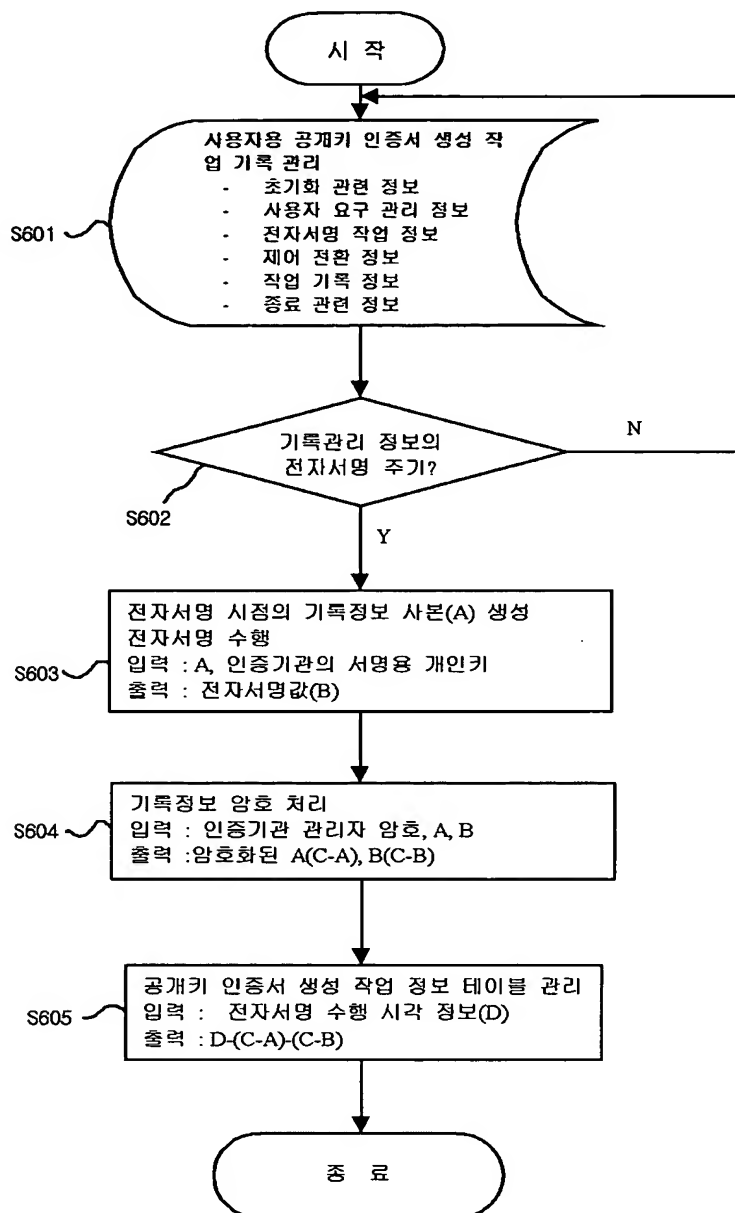 시 작
사용자용 공개키 인증서 생성 작
업 기록 관리
- 초기화 관련 정보
- 사용자 요구 관리 정보
- 전자서명 작업 정보
- 제어 전환 정보
- 작업 기록 정보
- 종료 관련 정보
S601
기록관리 정보의
전자서명 주기?
N
S602
Y
전자서명 시점의 기록정보 사본(A) 생성
전자서명 수행
입력 : A, 인증기관의 서명용 개인키
출력 : 전자서명값(B)
S603
기록정보 암호 처리
입력 : 인증기관 관리자 암호, A, B
출력 :암호화된 A(C-A), B(C-B)
S604
공개키 인증서 생성 작업 정보 테이블 관리
입력 : 전자서명 수행 시각 정보(D)
출력 : D-(C-A)-(C-B)
S605
종 료